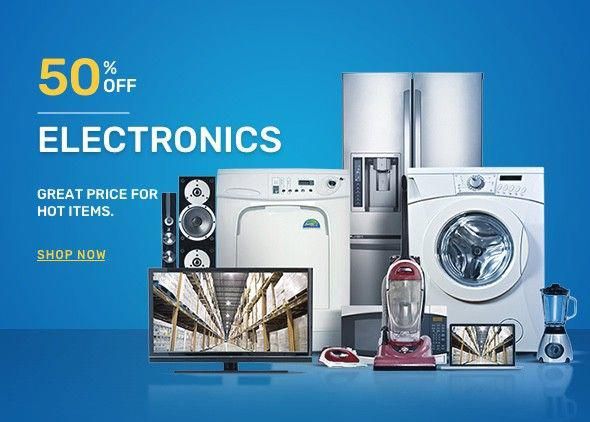 50% OFF
ELECTRONICS
GREAT PRICE FOR
HOT ITEMS.
SHOP NOW